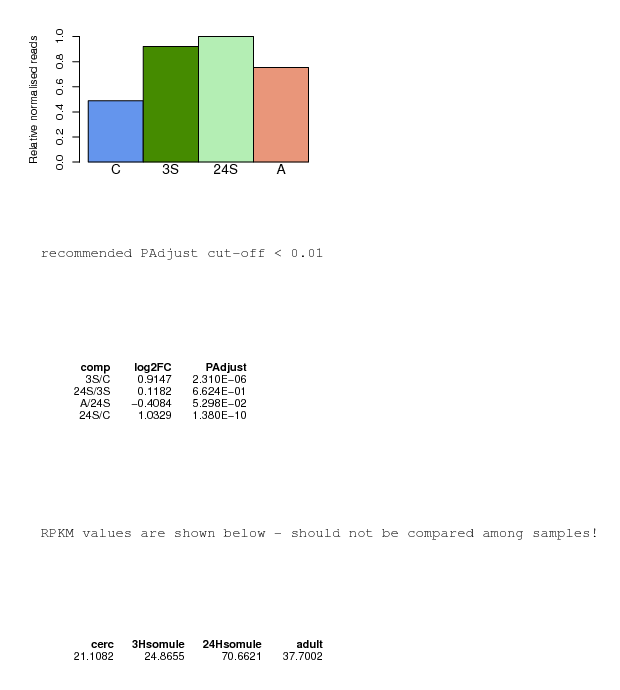 Relative normalised reads
1.0
0.8
0.6
0.4
0.2
0.0
C 3S 24S A
recommended PAdjust cut-off < 0.01
comp log2FC PAdjust
3S/C 0.9147 2.310E−06
24S/3S 0.1182 6.624E−01
A/24S −0.4084 5.298E−02
24S/C 1.0329 1.380E−10
RPKM values are shown below - should not be compared among samples!
cerc 3Hsomule 24Hsomule adult
21.1082 24.8655 70.6621 37.7002